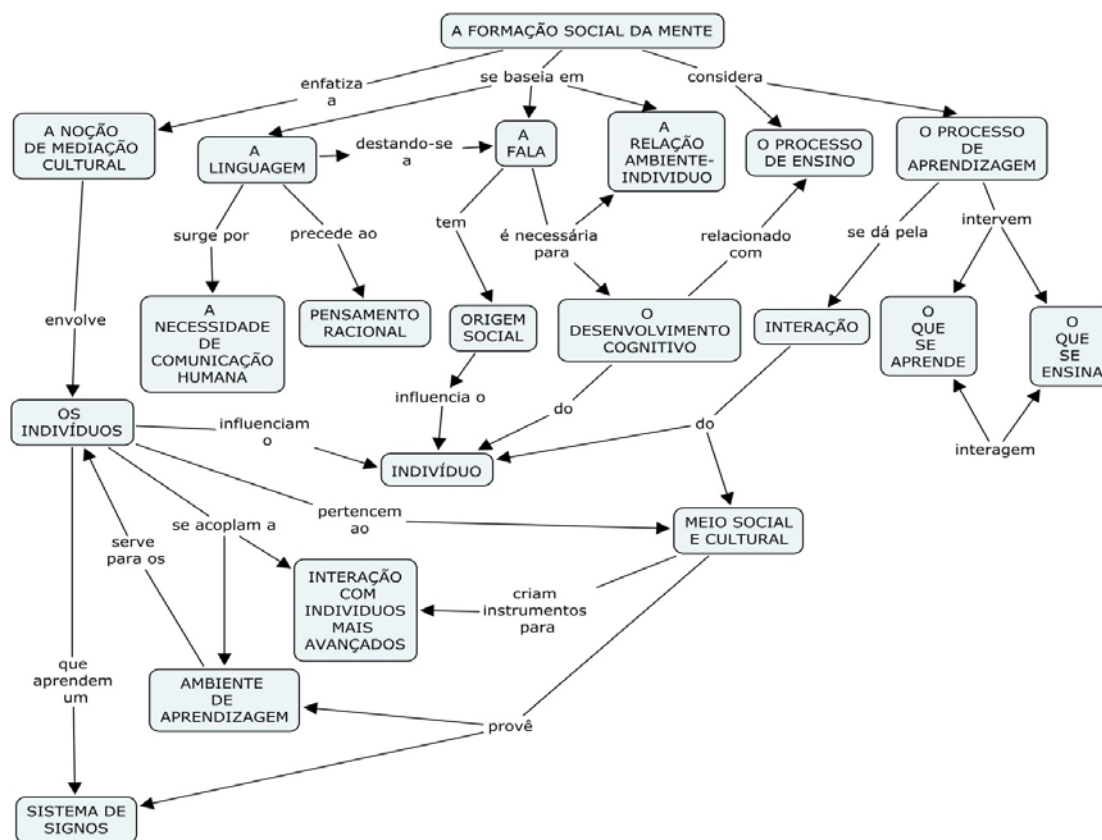 A FORMAÇÃO SOCIAL DA MENTE
enfatiza
a
se baseia em
considera
A NOÇÃO
DE MEDIAÇÃO
CULTURAL
A
LINGUAGEM
destando-se
a
A
FALA
A
RELAÇÃO
AMBIENTE-
INDIVIDUO
O PROCESSO
DE ENSINO
O PROCESSO
DE
APRENDIZAGEM
surge por
precede ao
tem
é necessária
para
relacionado
com
se dá pela
intervem
envolve
A
NECESSIDADE
DE
COMUNICAÇÃO
HUMANA
PENSAMENTO
RACIONAL
ORIGEM
SOCIAL
O
DESENVOLVIMENTO
COGNITIVO
INTERAÇÃO
O
QUE
SE
APRENDE
O
QUE
SE
ENSINA
OS
INDIVÍDUOS
influenciam
o
influencia o
do
do
interagem
INDIVÍDUO
se acoplam a
pertencem
ao
MEIO SOCIAL
E CULTURAL
serve
para os
INTERAÇÃO
COM
INDIVIDUOS
MAIS
AVANÇADOS
criam
instrumentos
para
que
aprendem
um
AMBIENTE
DE
APRENDIZAGEM
provê
SISTEMA DE
SIGNOS